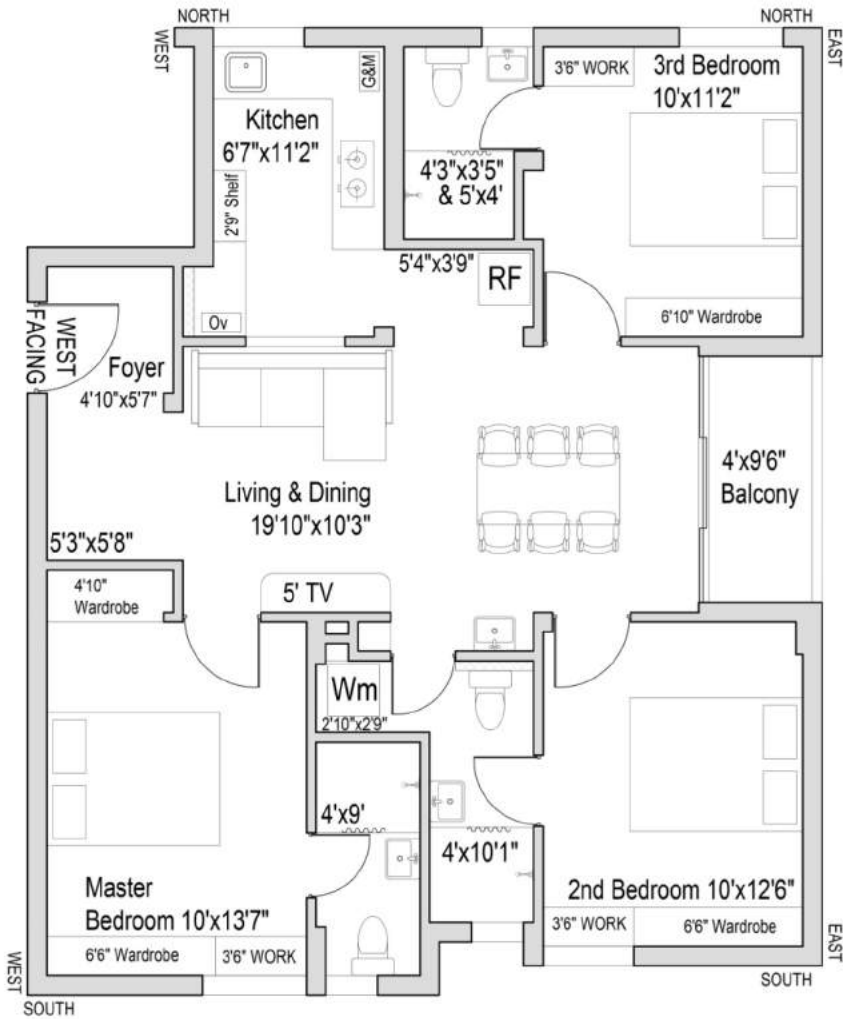 NORTH
NORTH
WEST
EAST
G&M
3'6" WORK
3rd Bedroom
10'x11'2"
Kitchen
6'7"x11'2"
4'3"x3'5"
& 5'x4'
2'9" Shelf
5'4"x3'9"
RF
Ov
6'10" Wardrobe
WEST
FACING
Foyer
4'10"x5'7"
4'x9'6"
Balcony
Living & Dining
19'10"x10'3"
5'3"x5'8"
4'10"
Wardrobe
5' TV
Wm
2'10"x2'9"
4'x9'
4'x10'1"
Master
Bedroom 10'x13'7"
2nd Bedroom 10'x12'6"
3'6" WORK
6'6" Wardrobe
6'6" Wardrobe
3'6" WORK
WEST
EAST
SOUTH
SOUTH